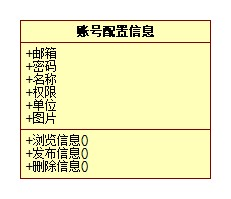 账号配置信息
+邮箱
+密码
+名称
+权限
+单位
+图片
+浏览信息()
+发布信息()
+删除信息()